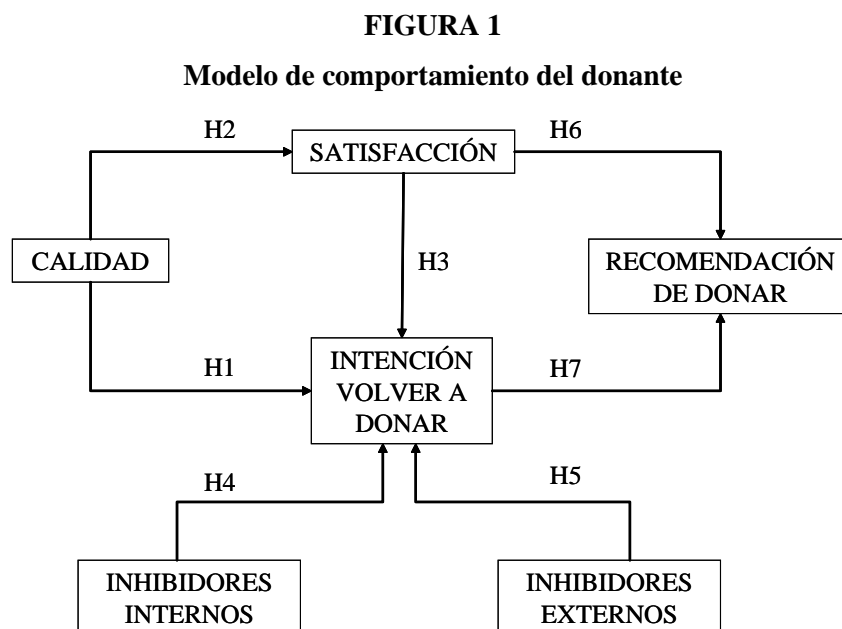 FIGURA 1
Modelo de comportamiento del donante
H2
H6
SATISFACCIÓN
CALIDAD
H3
RECOMENDACIÓN
DE DONAR
H1
INTENCIÓN
VOLVER A
DONAR
H7
H4
H5
INHIBIDORES
INTERNOS
INHIBIDORES
EXTERNOS